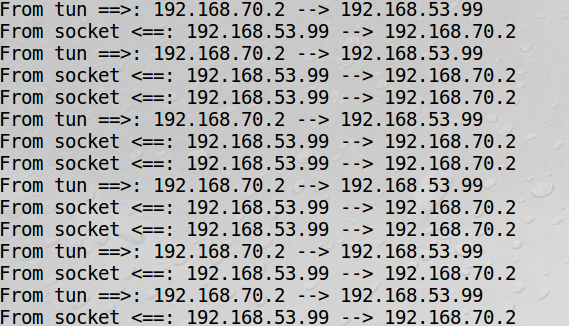 From tun ==>: 192.168.70.2 --> 192.168.53.99
From socket <==: 192.168.53.99 --> 192.168.70.2
From tun ==>: 192.168.70.2 --> 192.168.53.99
From socket <==: 192.168.53.99 --> 192.168.70.2
From socket <==: 192.168.53.99 --> 192.168.70.2
From tun ==>: 192.168.70.2 --> 192.168.53.99
From socket <==: 192.168.53.99 --> 192.168.70.2
From socket <==: 192.168.53.99 --> 192.168.70.2
From tun ==>: 192.168.70.2 --> 192.168.53.99
From socket <==: 192.168.53.99 --> 192.168.70.2
From socket <==: 192.168.53.99 --> 192.168.70.2
From tun ==>: 192.168.70.2 --> 192.168.53.99
From socket <==: 192.168.53.99 --> 192.168.70.2
From tun ==>: 192.168.70.2 --> 192.168.53.99
From socket <==: 192.168.53.99 --> 192.168.70.2